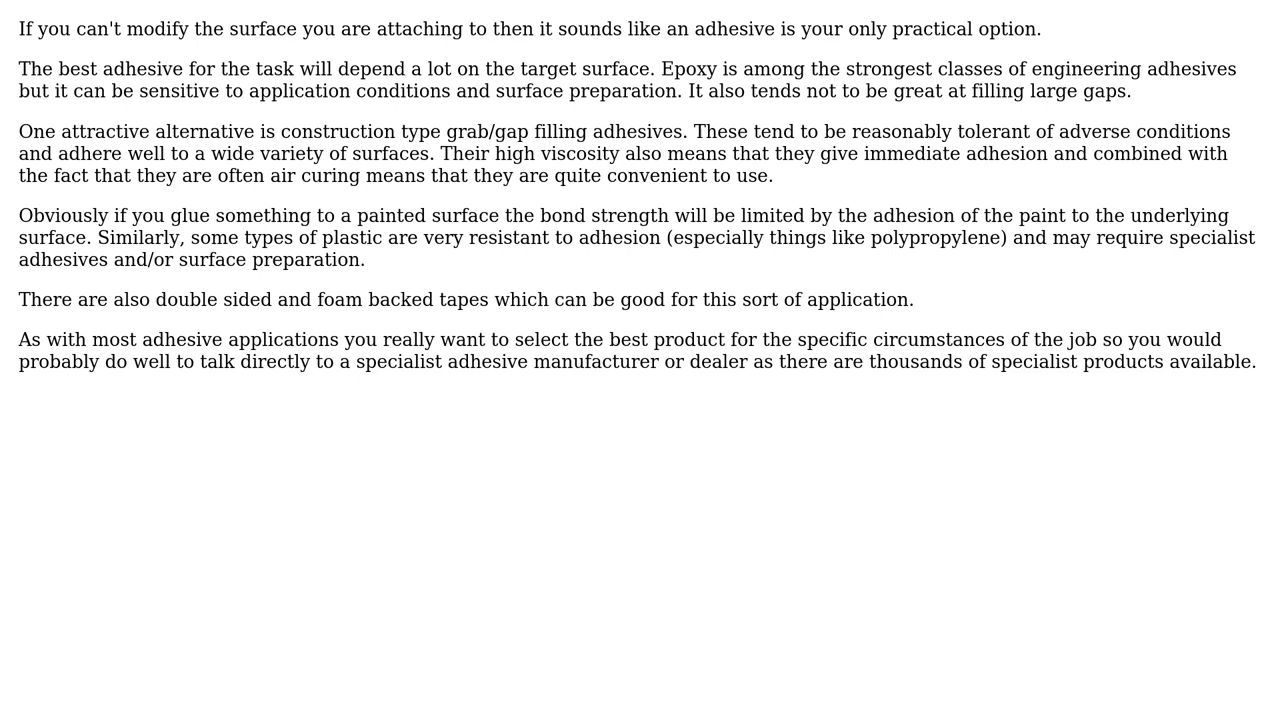 If you can't modify the surface you are attaching to then it sounds like an adhesive is your only practical option.
The best adhesive for the task will depend a lot on the target surface. Epoxy is among the strongest classes of engineering adhesives
but it can be sensitive to application conditions and surface preparation. It also tends not to be great at filling large gaps.
One attractive alternative is construction type grab/gap filling adhesives. These tend to be reasonably tolerant of adverse conditions
and adhere well to a wide variety of surfaces. Their high viscosity also means that they give immediate adhesion and combined with
the fact that they are often air curing means that they are quite convenient to use.
Obviously if you glue something to a painted surface the bond strength will be limited by the adhesion of the paint to the underlying
surface. Similarly, some types of plastic are very resistant to adhesion (especially things like polypropylene) and may require specialist
adhesives and/or surface preparation.
There are also double sided and foam backed tapes which can be good for this sort of application.
As with most adhesive applications you really want to select the best product for the specific circumstances of the job so you would
probably do well to talk directly to a specialist adhesive manufacturer or dealer as there are thousands of specialist products available.